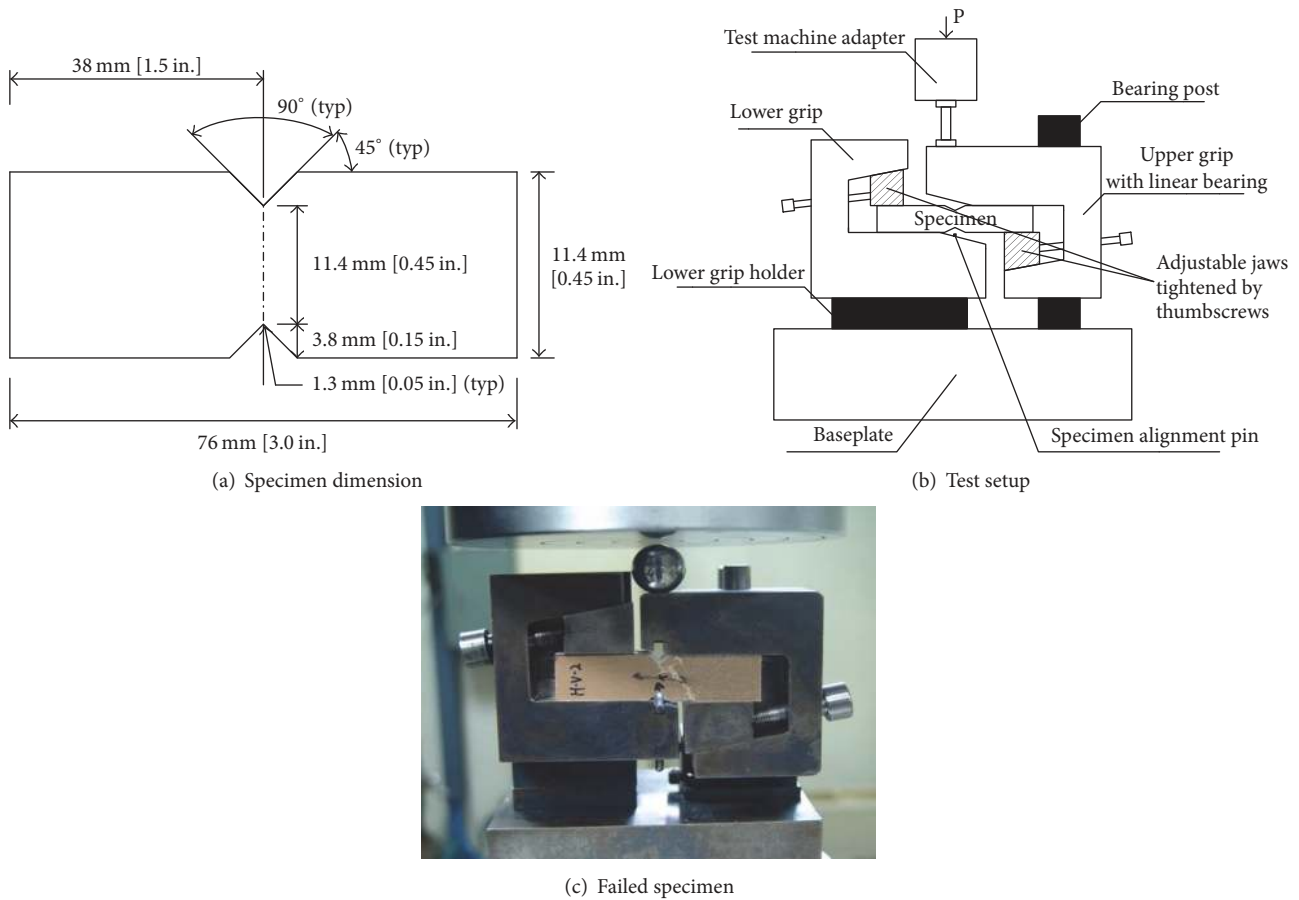 38 mm [1.5 in.]
90° (typ)
45° (typ)
11.4 mm [0.45 in.]
11.4 mm
[0.45 in.]
3.8 mm [0.15 in.]
1.3 mm [0.05 in.] (typ)
76 mm [3.0 in.]
(a) Specimen dimension
P
Test machine adapter
Bearing post
Lower grip
Upper grip
with linear bearing
Specimen
Lower grip holder
Adjustable jaws
tightened by
thumbscrews
Baseplate
Specimen alignment pin
(b) Test setup
H-V-2
(c) Failed specimen